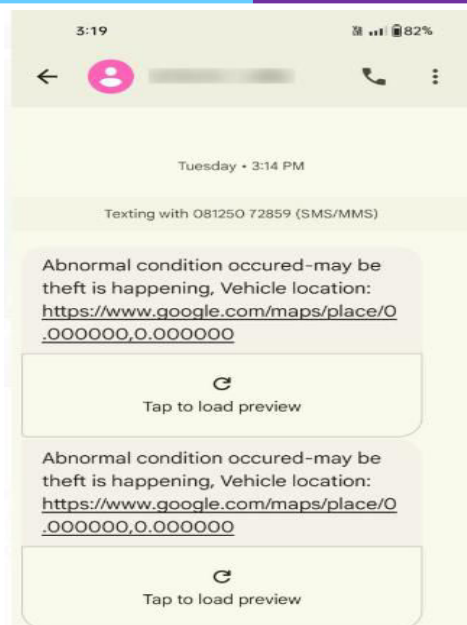 3:19
82%
Tuesday • 3:14 PM
Texting with 081250 72859 (SMS/MMS)
Abnormal condition occured-may be
theft is happening, Vehicle location:
https://www.google.com/maps/place/0
.000000,0.000000
Tap to load preview
Abnormal condition occured-may be
theft is happening, Vehicle location:
https://www.google.com/maps/place/0
.000000,0.000000
Tap to load preview